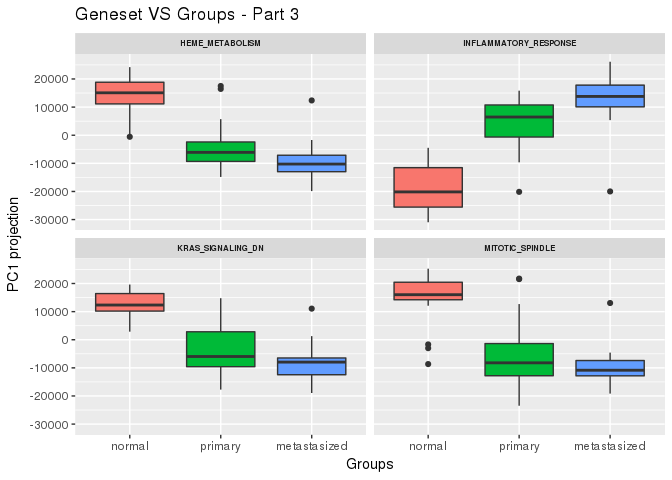 Geneset VS Groups - Part 3
HEME_METABOLISM
INFLAMMATORY_RESPONSE
20000
10000
0
-10000
-20000
-30000
KRAS_SIGNALING_DN
MITOTIC_SPINDLE
20000
10000
0
-10000
-20000
-30000
PC1 projection
normal primary metastasized normal primary metastasized
Groups